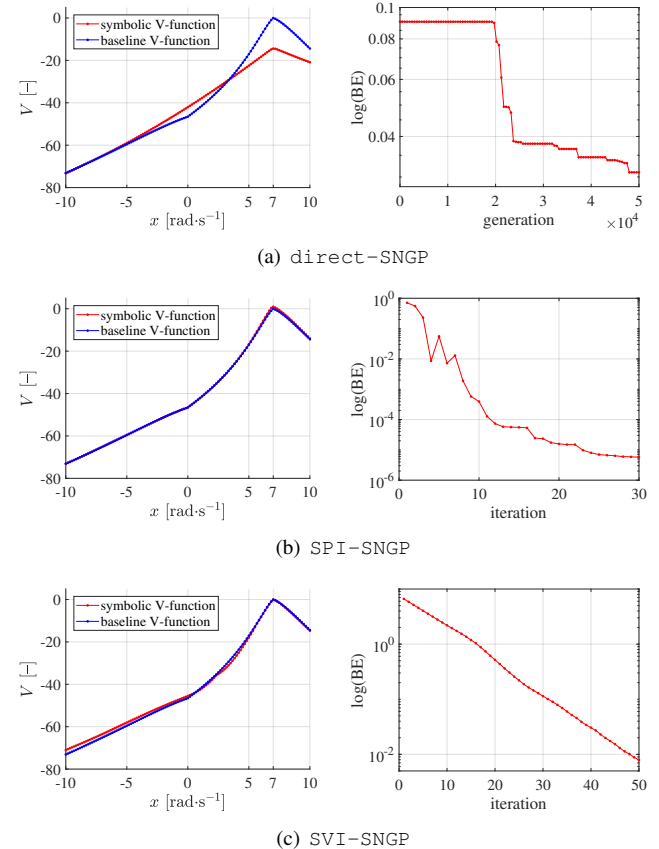 symbolic V-function
baseline V-function
0
-20
-40
-60
-80
V [−]
-10
-5
0
5
7
10
x [rad·s⁻¹]
0.1
0.08
0.06
0.04
log(BE)
0
1
2
3
4
5
×10⁴
generation
(a) direct-SNGP
symbolic V-function
baseline V-function
0
-20
-40
-60
-80
V [−]
-10
-5
0
5
7
10
x [rad·s⁻¹]
10⁰
10⁻²
10⁻⁴
10⁻⁶
log(BE)
0
10
20
30
iteration
(b) SPI-SNGP
symbolic V-function
baseline V-function
0
-20
-40
-60
-80
V [−]
-10
-5
0
5
7
10
x [rad·s⁻¹]
10⁰
10⁻²
log(BE)
0
10
20
30
40
50
iteration
(c) SVI-SNGP